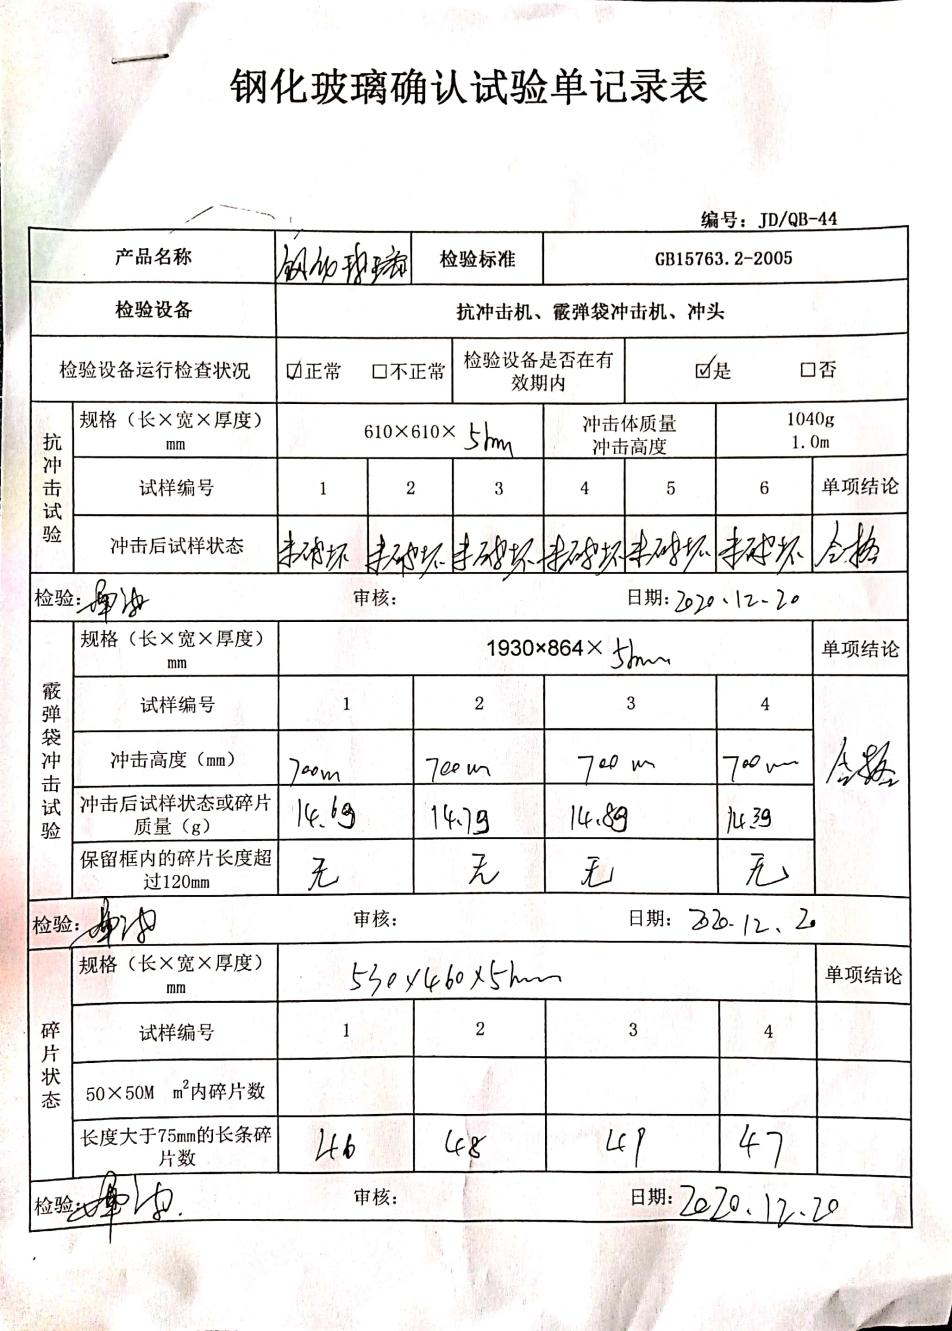 钢化玻璃确认试验单记录表
编号：JD/QB-44
产品名称 钢化玻璃 检验标准 GB15763.2-2005
检验设备 抗冲击机、霰弹袋冲击机、冲头
检验设备运行检查状况 ☑正常 □不正常 检验设备是否在有效期内 ☑是 □否
抗冲击试验
规格（长×宽×厚度）mm 610×610× 5mm 冲击体质量 冲击高度 1040g 1.0m
试样编号 1 2 3 4 5 6 单项结论
冲击后试样状态 未破坏 未破坏 未破坏 未破坏 未破坏 未破坏 合格
检验： 审核： 日期：2020.12.20
霰弹袋冲击试验
规格（长×宽×厚度）mm 1930×864× 5mm 单项结论
试样编号 1 2 3 4
冲击高度（mm） 700m 700m 700m 700m 合格
冲击后试样状态或碎片质量（g） 14.6g 14.7g 14.8g 14.3g
保留框内的碎片长度超过120mm 无 无 无 无
检验： 审核： 日期：2020.12、20
碎片状态
规格（长×宽×厚度）mm 530×460×5mm 单项结论
试样编号 1 2 3 4
50×50M m²内碎片数
长度大于75mm的长条碎片数 46 48 49 47
检验： 审核： 日期：2020.12.20